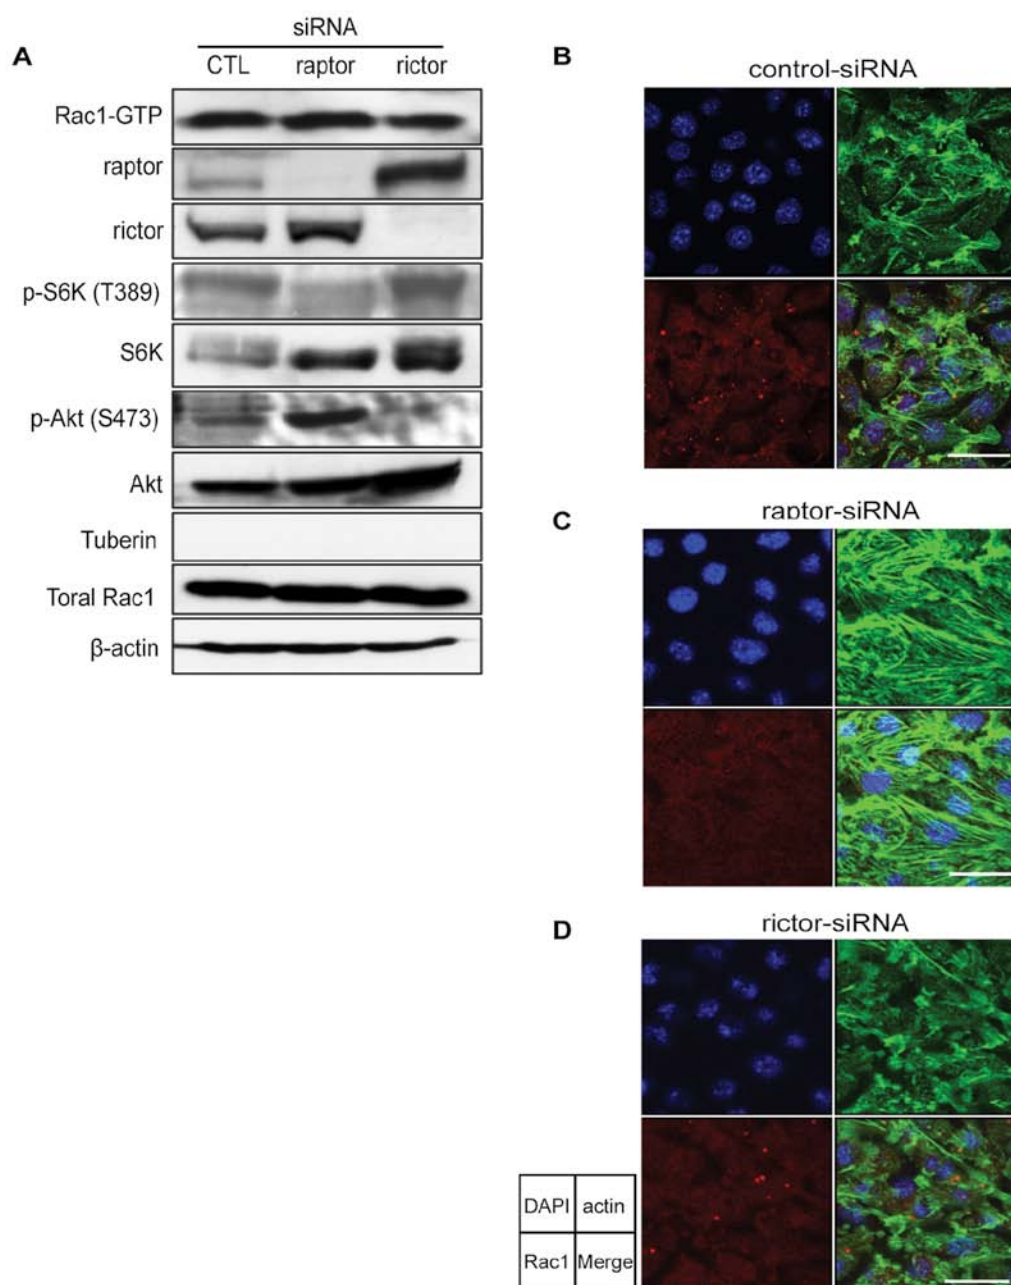 A
siRNA
CTL raptor rictor
Rac1-GTP
raptor
rictor
p-S6K (T389)
S6K
p-Akt (S473)
Akt
Tuberin
Toral Rac1
β-actin
B
control-siRNA
C
raptor-siRNA
D
rictor-siRNA
DAPI actin
Rac1 Merge